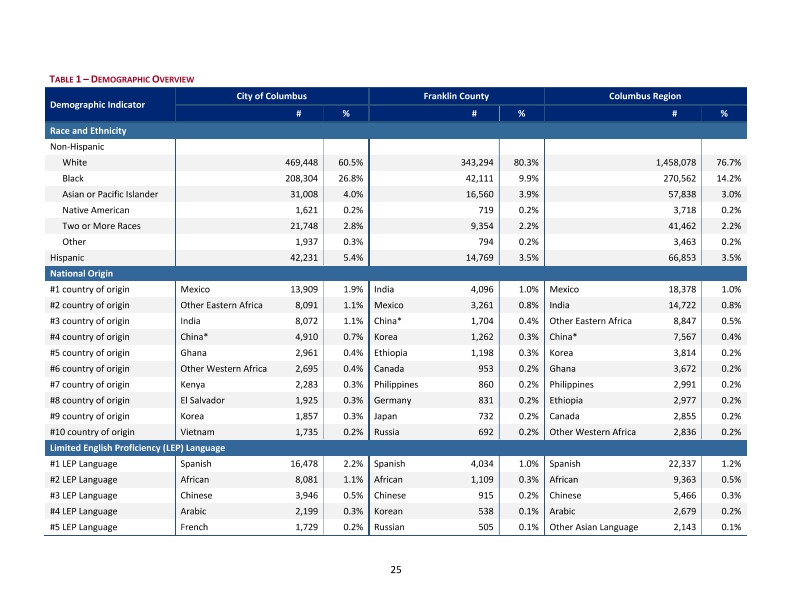 TABLE 1 – DEMOGRAPHIC OVERVIEW
Demographic Indicator City of Columbus Franklin County Columbus Region
# % # % # %
Race and Ethnicity
Non-Hispanic
White 469,448 60.5% 343,294 80.3% 1,458,078 76.7%
Black 208,304 26.8% 42,111 9.9% 270,562 14.2%
Asian or Pacific Islander 31,008 4.0% 16,560 3.9% 57,838 3.0%
Native American 1,621 0.2% 719 0.2% 3,718 0.2%
Two or More Races 21,748 2.8% 9,354 2.2% 41,462 2.2%
Other 1,937 0.3% 794 0.2% 3,463 0.2%
Hispanic 42,231 5.4% 14,769 3.5% 66,853 3.5%
National Origin
#1 country of origin Mexico 13,909 1.9% India 4,096 1.0% Mexico 18,378 1.0%
#2 country of origin Other Eastern Africa 8,091 1.1% Mexico 3,261 0.8% India 14,722 0.8%
#3 country of origin India 8,072 1.1% China* 1,704 0.4% Other Eastern Africa 8,847 0.5%
#4 country of origin China* 4,910 0.7% Korea 1,262 0.3% China* 7,567 0.4%
#5 country of origin Ghana 2,961 0.4% Ethiopia 1,198 0.3% Korea 3,814 0.2%
#6 country of origin Other Western Africa 2,695 0.4% Canada 953 0.2% Ghana 3,672 0.2%
#7 country of origin Kenya 2,283 0.3% Philippines 860 0.2% Philippines 2,991 0.2%
#8 country of origin El Salvador 1,925 0.3% Germany 831 0.2% Ethiopia 2,977 0.2%
#9 country of origin Korea 1,857 0.3% Japan 732 0.2% Canada 2,855 0.2%
#10 country of origin Vietnam 1,735 0.2% Russia 692 0.2% Other Western Africa 2,836 0.2%
Limited English Proficiency (LEP) Language
#1 LEP Language Spanish 16,478 2.2% Spanish 4,034 1.0% Spanish 22,337 1.2%
#2 LEP Language African 8,081 1.1% African 1,109 0.3% African 9,363 0.5%
#3 LEP Language Chinese 3,946 0.5% Chinese 915 0.2% Chinese 5,466 0.3%
#4 LEP Language Arabic 2,199 0.3% Korean 538 0.1% Arabic 2,679 0.2%
#5 LEP Language French 1,729 0.2% Russian 505 0.1% Other Asian Language 2,143 0.1%
25